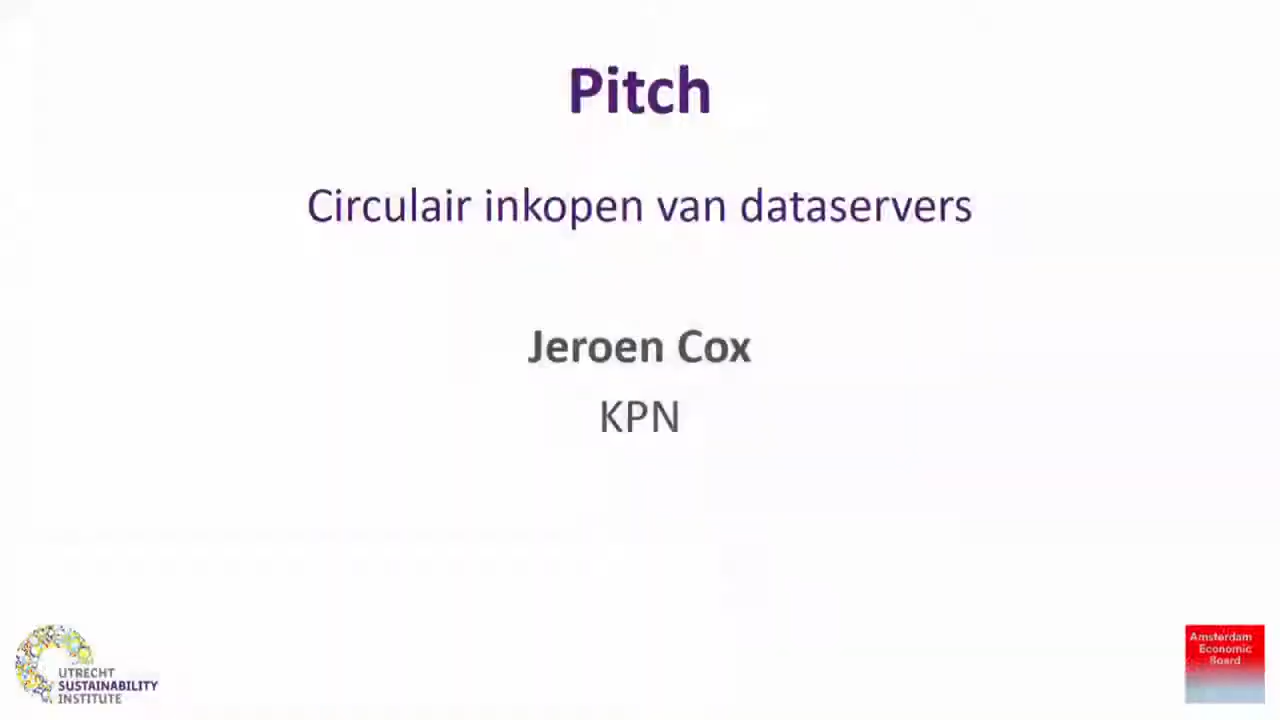 Pitch
Circulair inkopen van dataservers
Jeroen Cox
KPN
UTRECHT
SUSTAINABILITY
INSTITUTE
Amsterdam
Economic
Board